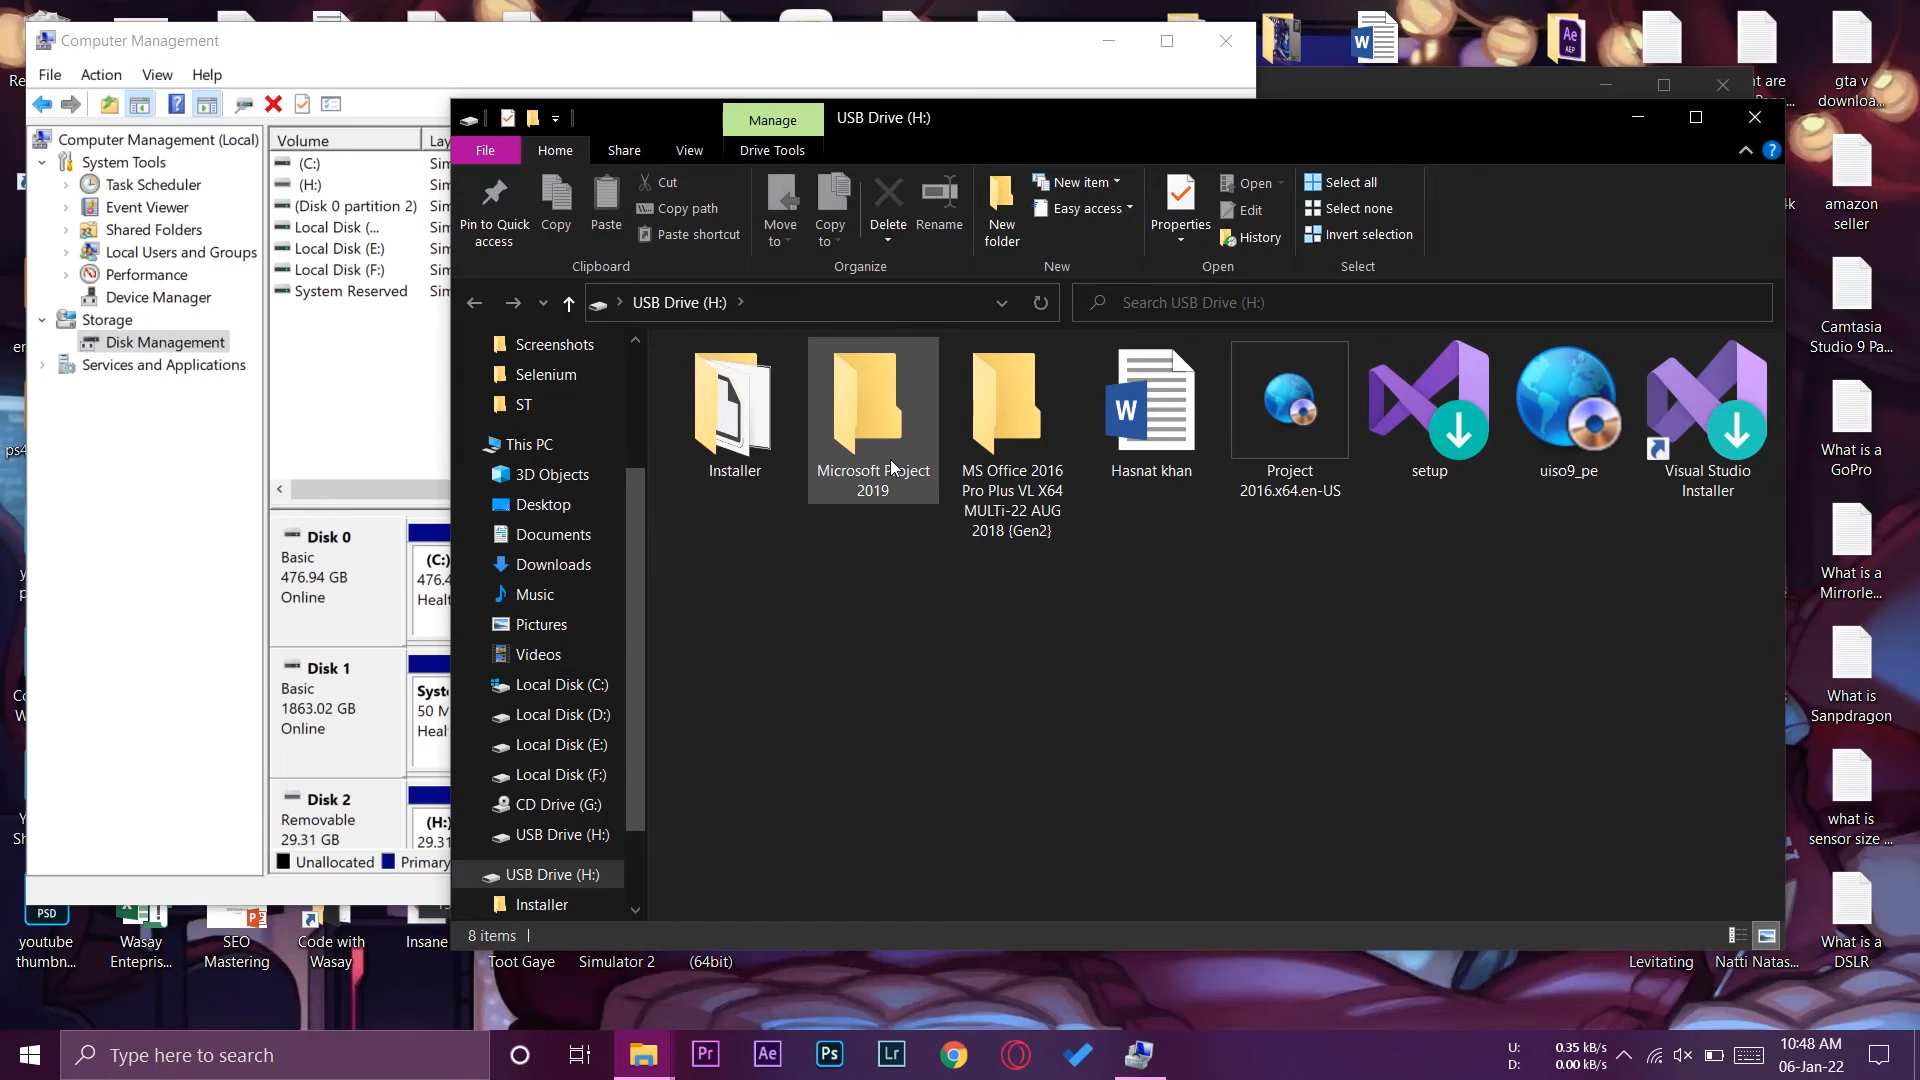 Computer Management
File Action View Help
Computer Management (Local)
System Tools
Task Scheduler
Event Viewer
Shared Folders
Local Users and Groups
Performance
Device Manager
Storage
Disk Management
Services and Applications
Volume
(C:)
(H:)
(Disk 0 partition 2)
Local Disk (...
Local Disk (E:)
Local Disk (F:)
System Reserved
Disk 0
Basic
476.94 GB
Online
(C:)
Disk 1
Basic
1863.02 GB
Online
50 M
Disk 2
Removable
29.31 GB
(H:)
29.31
Unallocated Primary
Manage USB Drive (H:)
File Home Share View Drive Tools
Pin to Quick access
Copy
Paste
Cut
Copy path
Paste shortcut
Clipboard
Move to
Copy to
Delete
Rename
Organize
New folder
New item
Easy access
New
Properties
Open
Edit
History
Open
Select all
Select none
Invert selection
Select
USB Drive (H:)
Search USB Drive (H:)
Screenshots
Selenium
ST
This PC
3D Objects
Desktop
Documents
Downloads
Music
Pictures
Videos
Local Disk (C:)
Local Disk (D:)
Local Disk (E:)
Local Disk (F:)
CD Drive (G:)
USB Drive (H:)
USB Drive (H:)
Installer
Installer
Microsoft Project
2019
MS Office 2016
Pro Plus VL X64
MULTi-22 AUG
2018 {Gen2}
Hasnat khan
Project
2016.x64.en-US
setup
uiso9_pe
Visual Studio
Installer
8 items
gta v
downloa...
amazon
seller
Camtasia
Studio 9 Pa...
What is a
GoPro
What is a
Mirrorle...
What is
Sanpdragon
what is
sensor size ...
What is a
DSLR
PSD
youtube
thumbn...
Wasay
Entepris...
SEO
Mastering
Code with
Wasay
Insane
Toot Gaye
Simulator 2
(64bit)
Levitating
Natti Natas...
Type here to search
Pr Ae Ps Lr
U: 0.35 kB/s
D: 0.00 kB/s
10:48 AM
06-Jan-22